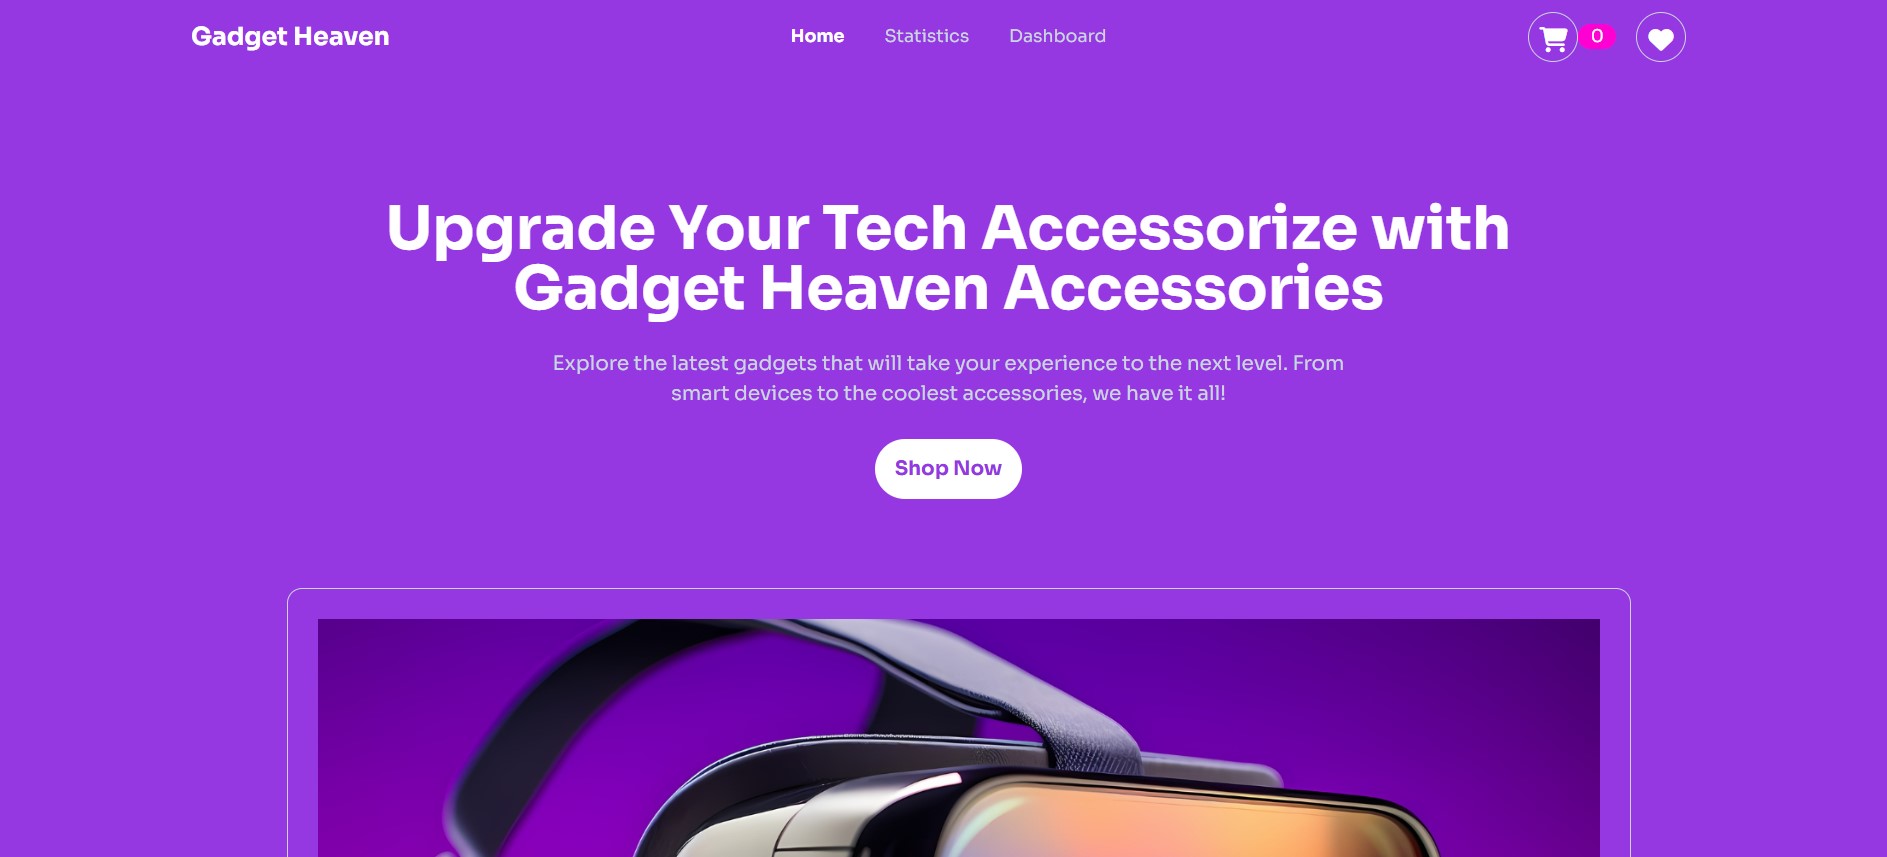 Gadget Heaven
Home
Statistics
Dashboard
0
Upgrade Your Tech Accessorize with
Gadget Heaven Accessories
Explore the latest gadgets that will take your experience to the next level. From
smart devices to the coolest accessories, we have it all!
Shop Now